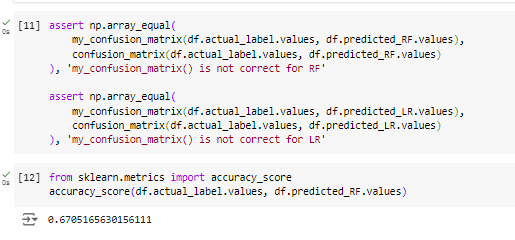 [11] assert np.array_equal(
0s
my_confusion_matrix(df.actual_label.values, df.predicted_RF.values),
confusion_matrix(df.actual_label.values, df.predicted_RF.values)
), 'my_confusion_matrix() is not correct for RF'
assert np.array_equal(
my_confusion_matrix(df.actual_label.values, df.predicted_LR.values),
confusion_matrix(df.actual_label.values, df.predicted_LR.values)
), 'my_confusion_matrix() is not correct for LR'
[12] from sklearn.metrics import accuracy_score
0s
accuracy_score(df.actual_label.values, df.predicted_RF.values)
0.6705165630156111